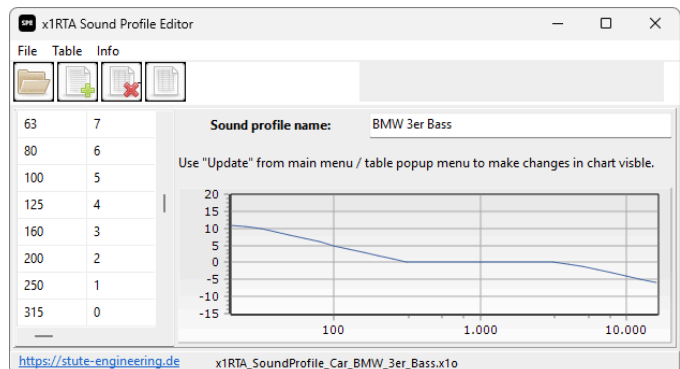 SPE x1RTA Sound Profile Editor
File Table Info
Sound profile name: BMW 3er Bass
Use "Update" from main menu / table popup menu to make changes in chart visble.
63 7
80 6
100 5
125 4
160 3
200 2
250 1
315 0
20
15
10
5
0
-5
-10
-15
100 1.000 10.000
https://stute-engineering.de x1RTA_SoundProfile_Car_BMW_3er_Bass.x1o